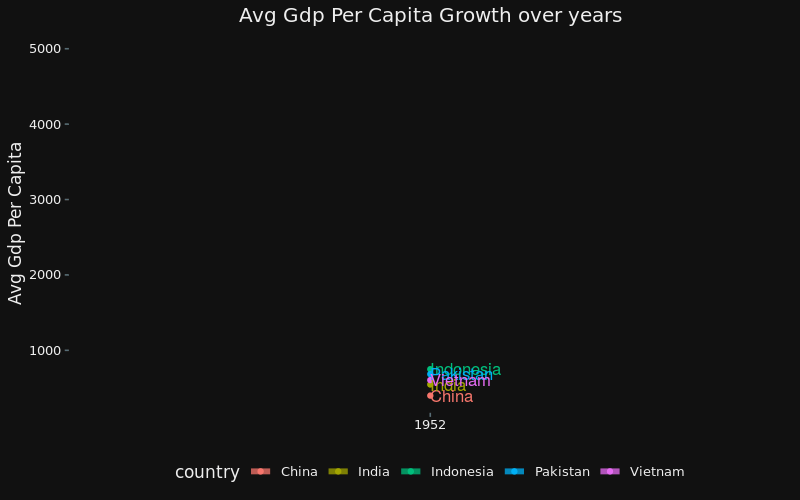 Avg Gdp Per Capita Growth over years
Avg Gdp Per Capita
5000
4000
3000
2000
1000
Indonesia
Pakistan
Vietnam
India
China
1952
country China India Indonesia Pakistan Vietnam